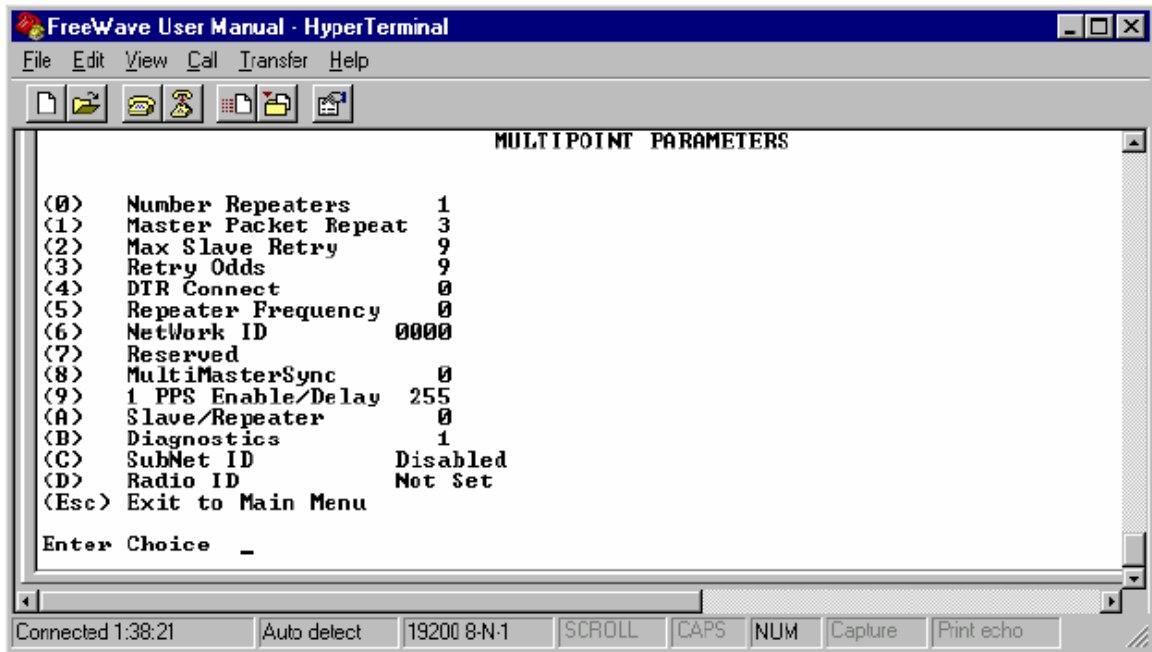 FreeWave User Manual - HyperTerminal
File Edit View Call Transfer Help
MULTIPOINT PARAMETERS
(0) Number Repeaters 1
(1) Master Packet Repeat 3
(2) Max Slave Retry 9
(3) Retry Odds 9
(4) DTR Connect 0
(5) Repeater Frequency 0
(6) NetWork ID 0000
(7) Reserved
(8) MultiMasterSync 0
(9) 1 PPS Enable/Delay 255
(A) Slave/Repeater 0
(B) Diagnostics 1
(C) SubNet ID Disabled
(D) Radio ID Not Set
(Esc) Exit to Main Menu
Enter Choice _
Connected 1:38:21 Auto detect 19200 8-N-1 SCROLL CAPS NUM Capture Print echo